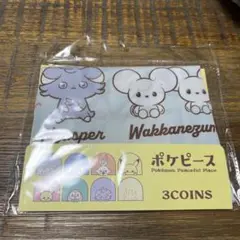 sper
Wakkanezum
ポケピース
Pokémon Peaceful Place
3COINS